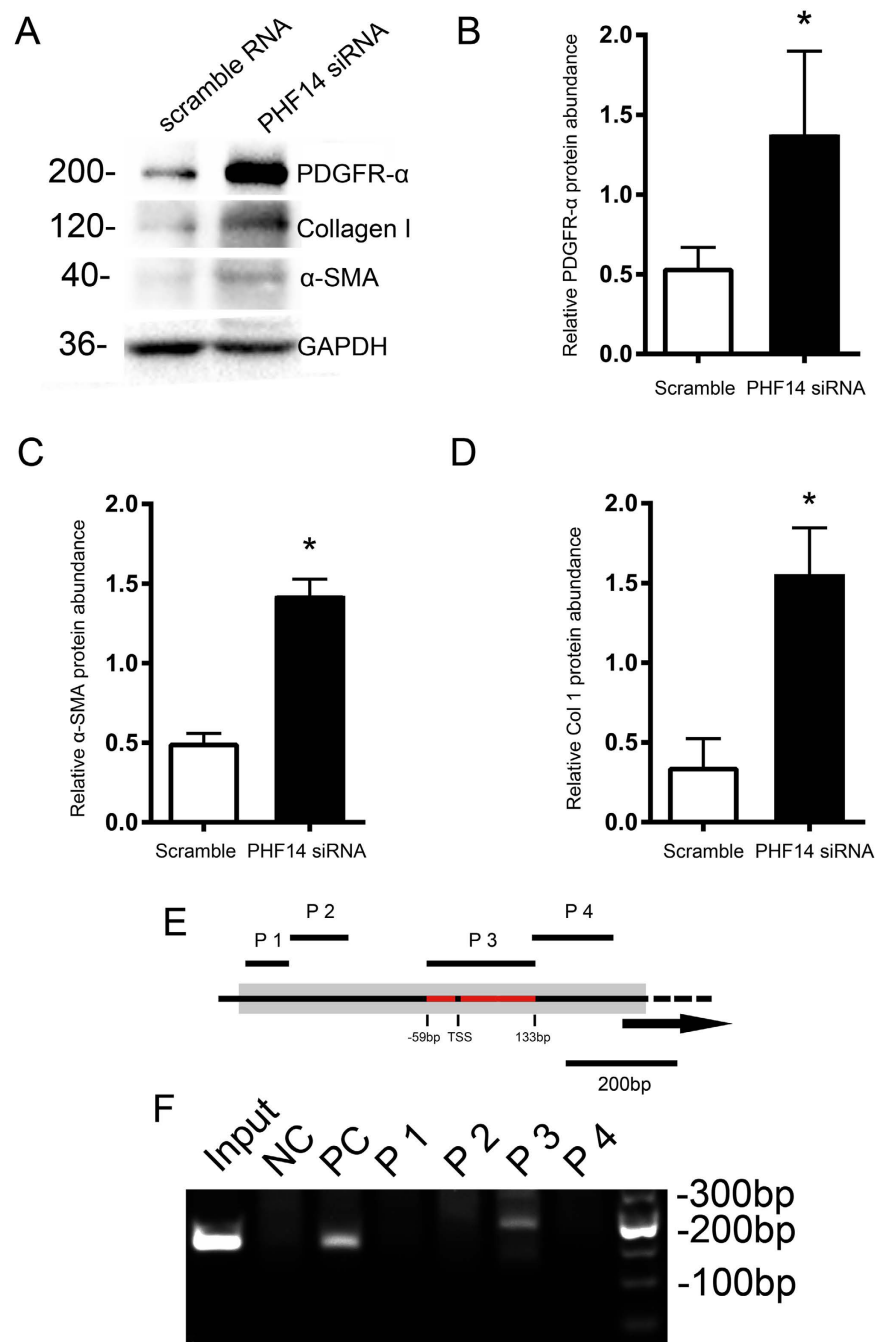 A
scramble RNA
PHF14 siRNA
200-
PDGFR-α
120-
Collagen I
40-
α-SMA
36-
GAPDH
B
*
2.0
1.5
1.0
0.5
0.0
Relative PDGFR-α protein abundance
Scramble PHF14 siRNA
C
*
2.0
1.5
1.0
0.5
0.0
Relative α-SMA protein abundance
Scramble PHF14 siRNA
D
*
2.0
1.5
1.0
0.5
0.0
Relative Col 1 protein abundance
Scramble PHF14 siRNA
E
P 1
P 2
P 3
P 4
-59bp TSS 133bp
200bp
F
Input NC PC P 1 P 2 P 3 P 4
-300bp
-200bp
-100bp